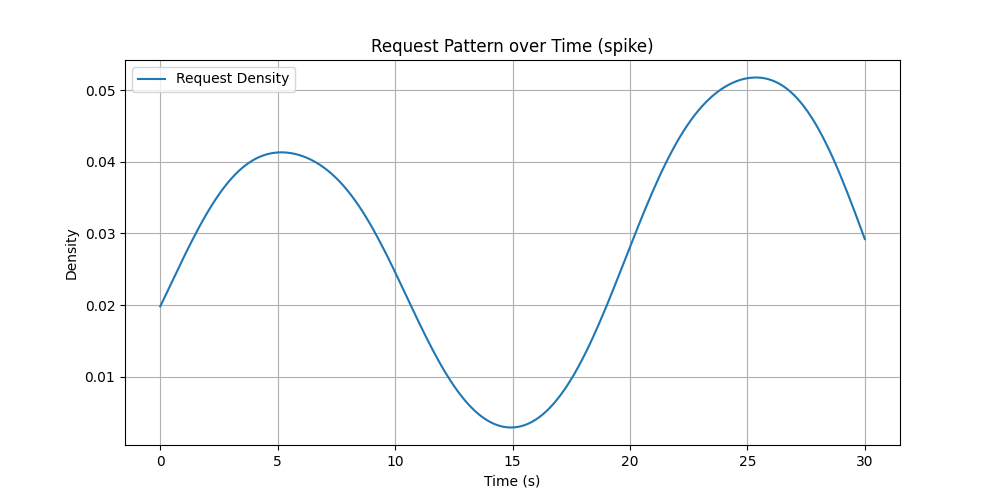 Request Pattern over Time (spike)
Request Density
0.05
0.04
0.03
0.02
0.01
Density
0 5 10 15 20 25 30
Time (s)